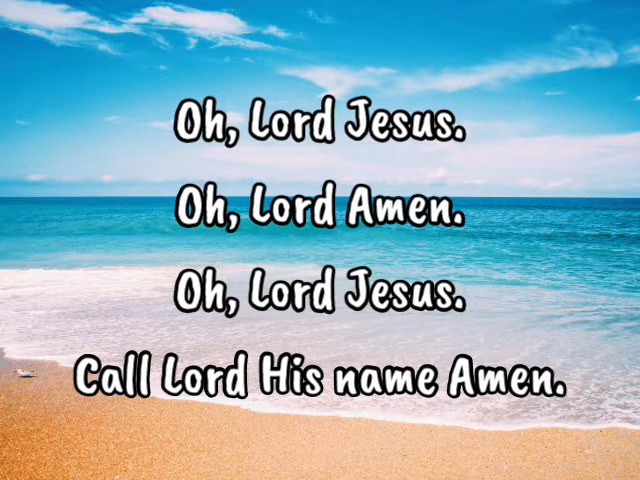 Oh, Lord Jesus.
Oh, Lord Amen.
Oh, Lord Jesus.
Call Lord His name Amen.